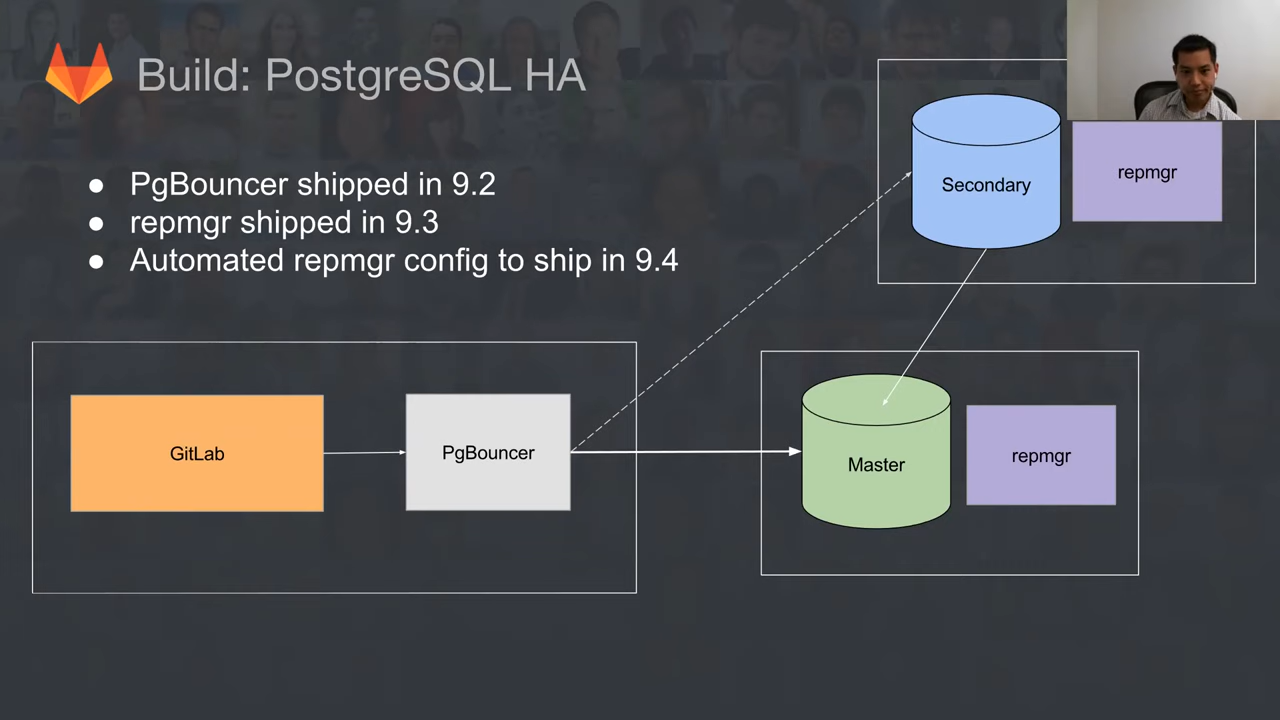 Build: PostgreSQL HA
● PgBouncer shipped in 9.2
● repmgr shipped in 9.3
● Automated repmgr config to ship in 9.4
Secondary
repmgr
GitLab
PgBouncer
Master
repmgr